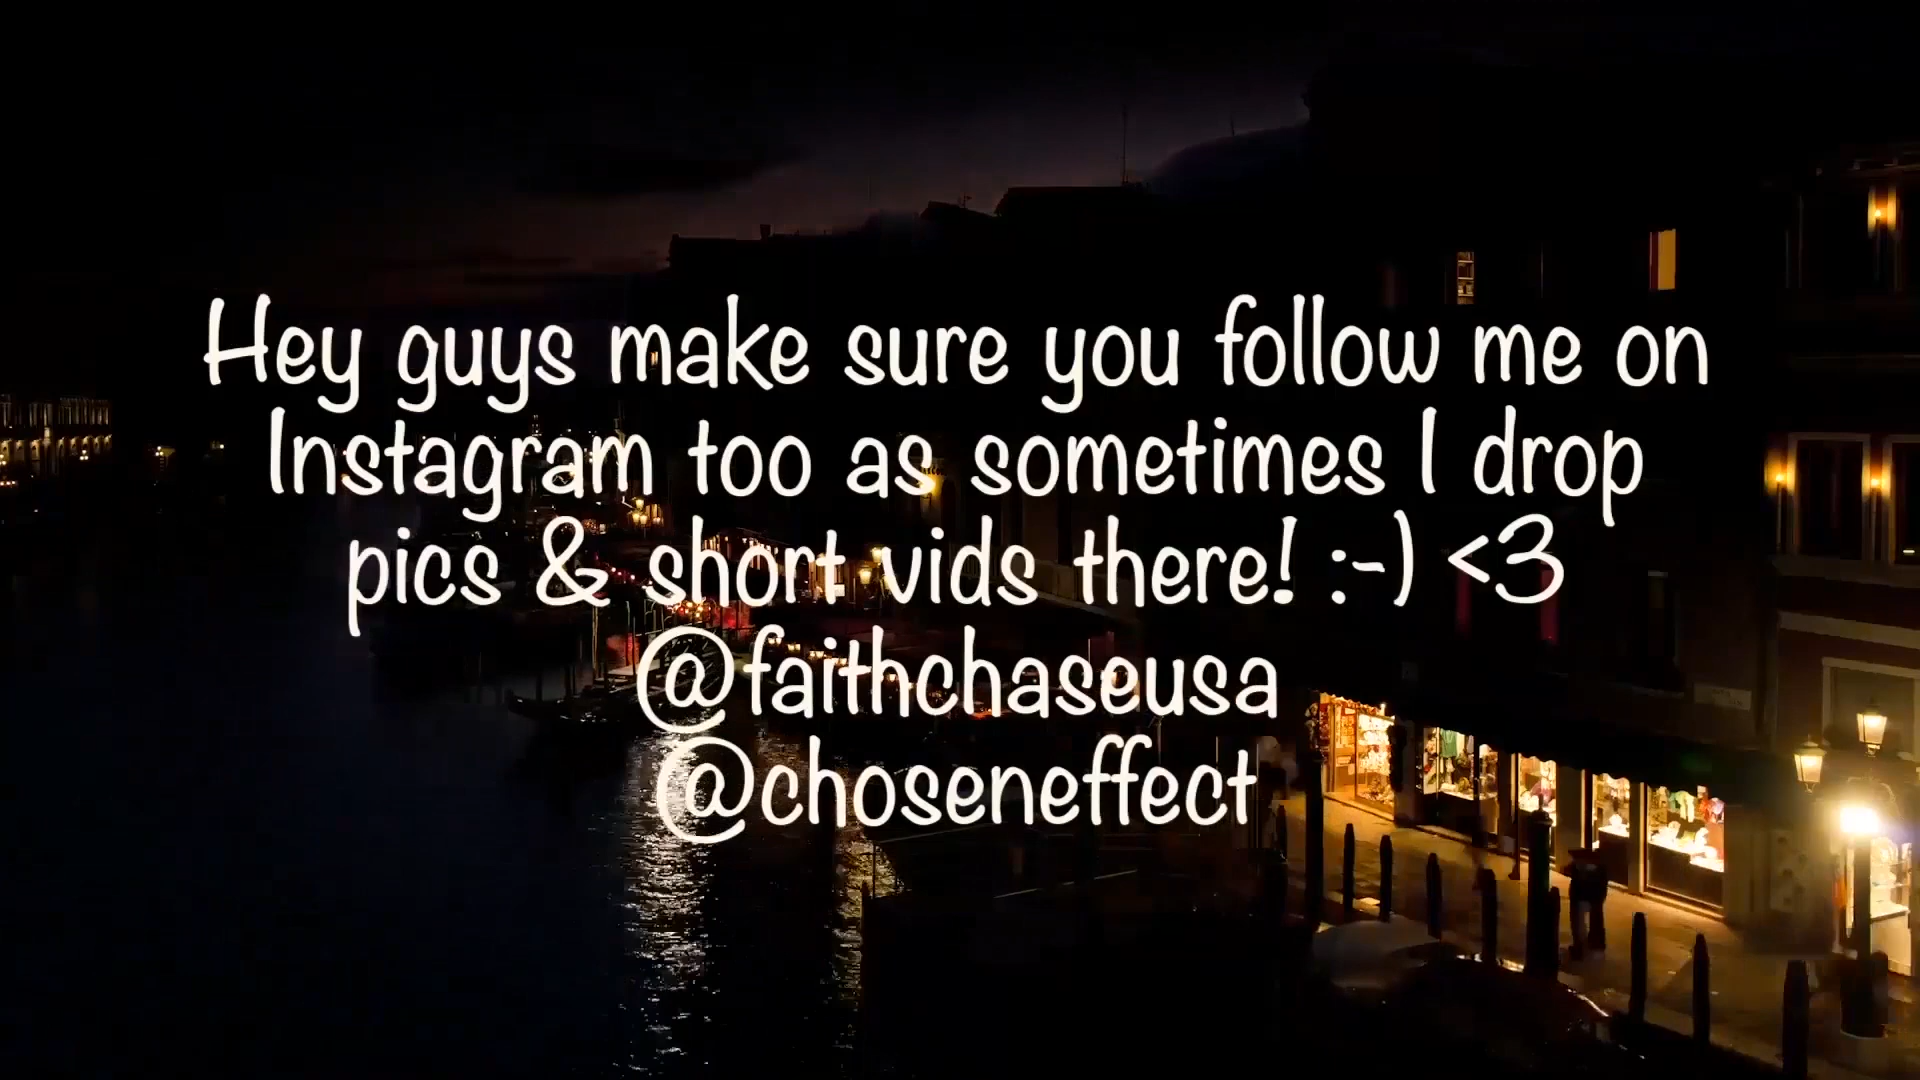 Hey guys make sure you follow me on
Instagram too as sometimes I drop
pics & short vids there! :-) <3
@faithchaseusa
@choseneffect